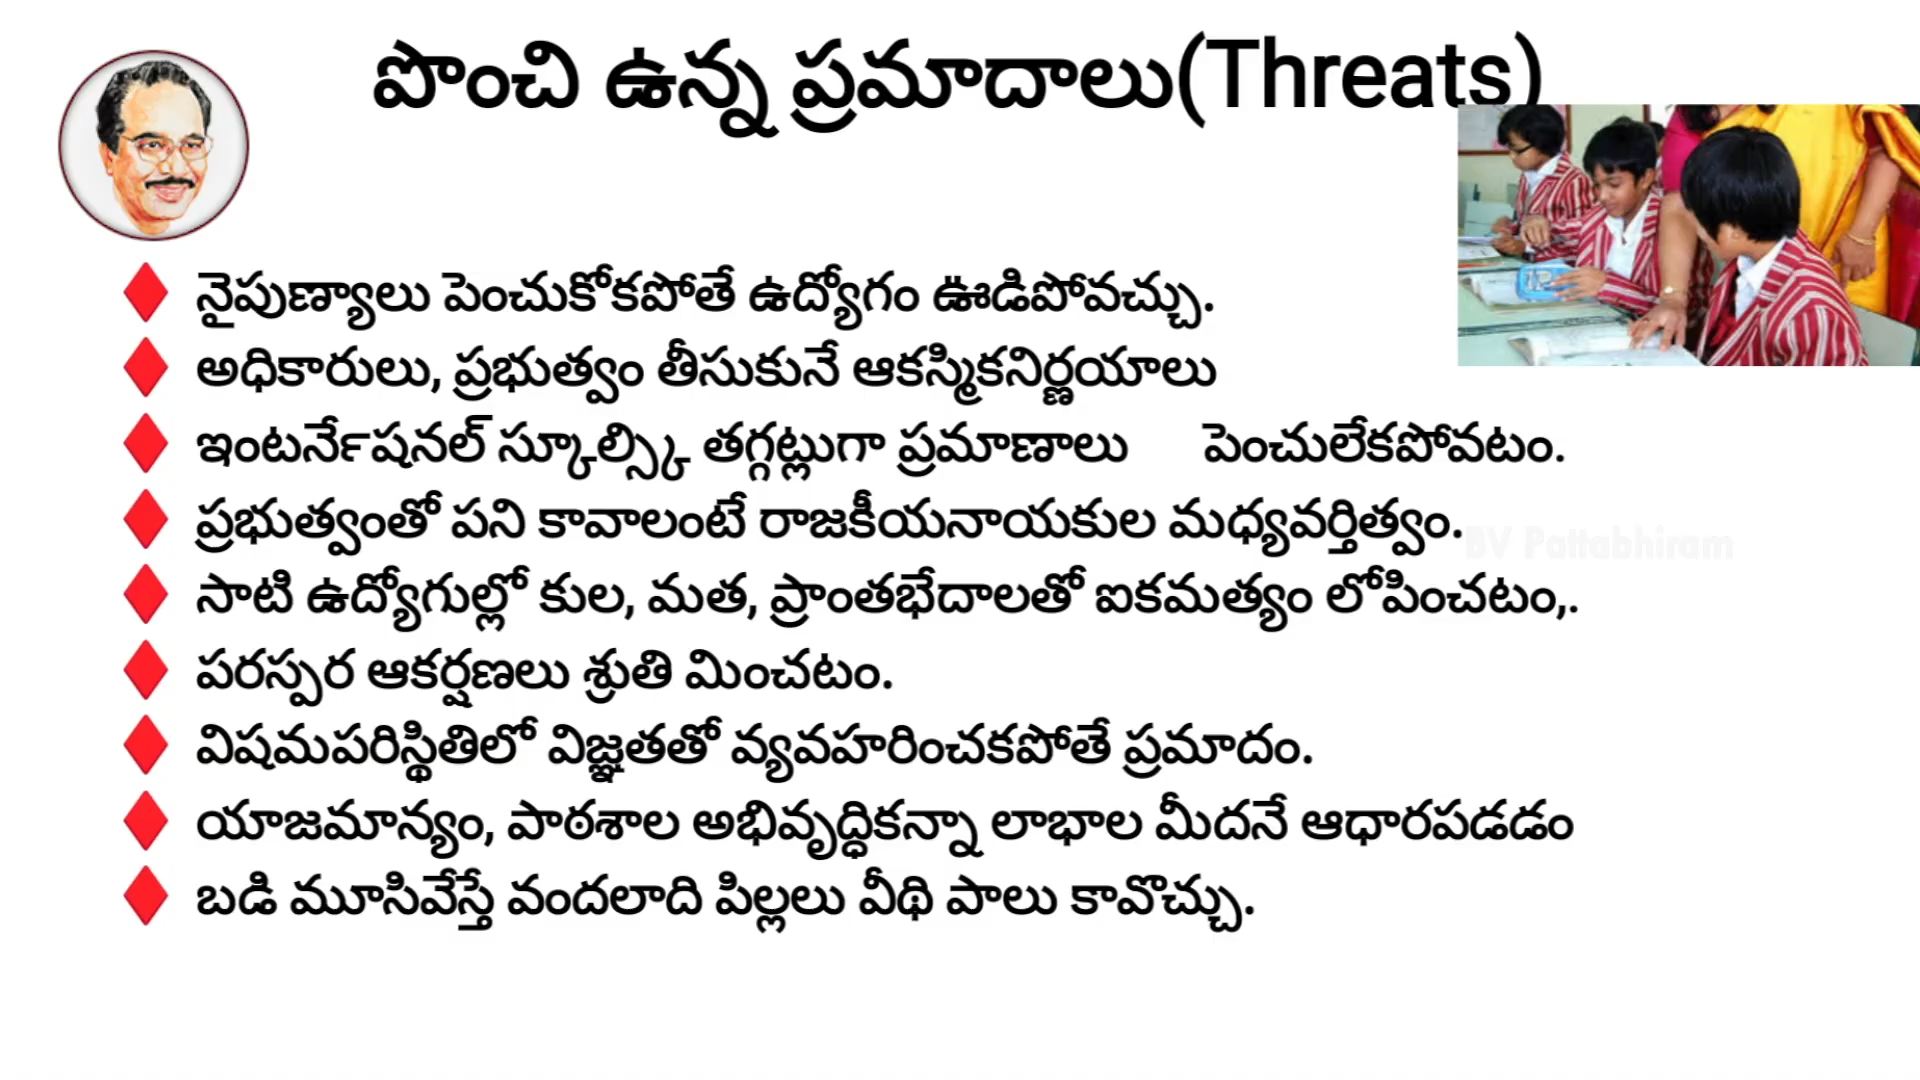 పొంచి ఉన్న ప్రమాదాలు(Threats)
నైపుణ్యాలు పెంచుకోకపోతే ఉద్యోగం ఊడిపోవచ్చు.
అధికారులు, ప్రభుత్వం తీసుకునే ఆకస్మికనిర్ణయాలు
ఇంటర్నేషనల్ స్కూల్స్కి తగ్గట్లుగా ప్రమాణాలు పెంచులేకపోవటం.
ప్రభుత్వంతో పని కావాలంటే రాజకీయనాయకుల మధ్యవర్తిత్వం.
BV Pattabhiram
సాటి ఉద్యోగుల్లో కుల, మత, ప్రాంతభేదాలతో ఐకమత్యం లోపించటం,.
పరస్పర ఆకర్షణలు శ్రుతి మించటం.
విషమపరిస్థితిలో విజ్ఞతతో వ్యవహరించకపోతే ప్రమాదం.
యాజమాన్యం, పాఠశాల అభివృద్ధికన్నా లాభాల మీదనే ఆధారపడడం
బడి మూసివేస్తే వందలాది పిల్లలు వీథి పాలు కావొచ్చు.